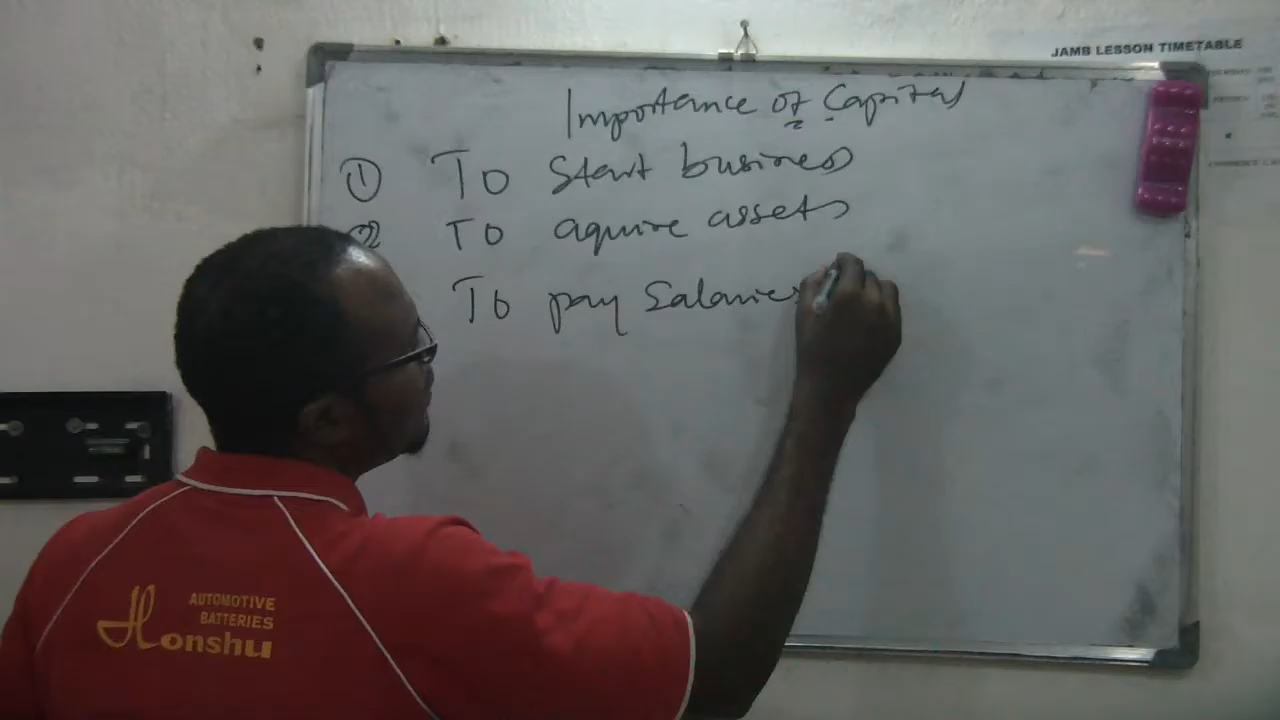 JAMB LESSON TIMETABLE
Importance of Capital
① To Start business
② To aquire assets
To pay Salaries
AUTOMOTIVE
BATTERIES
Honshu